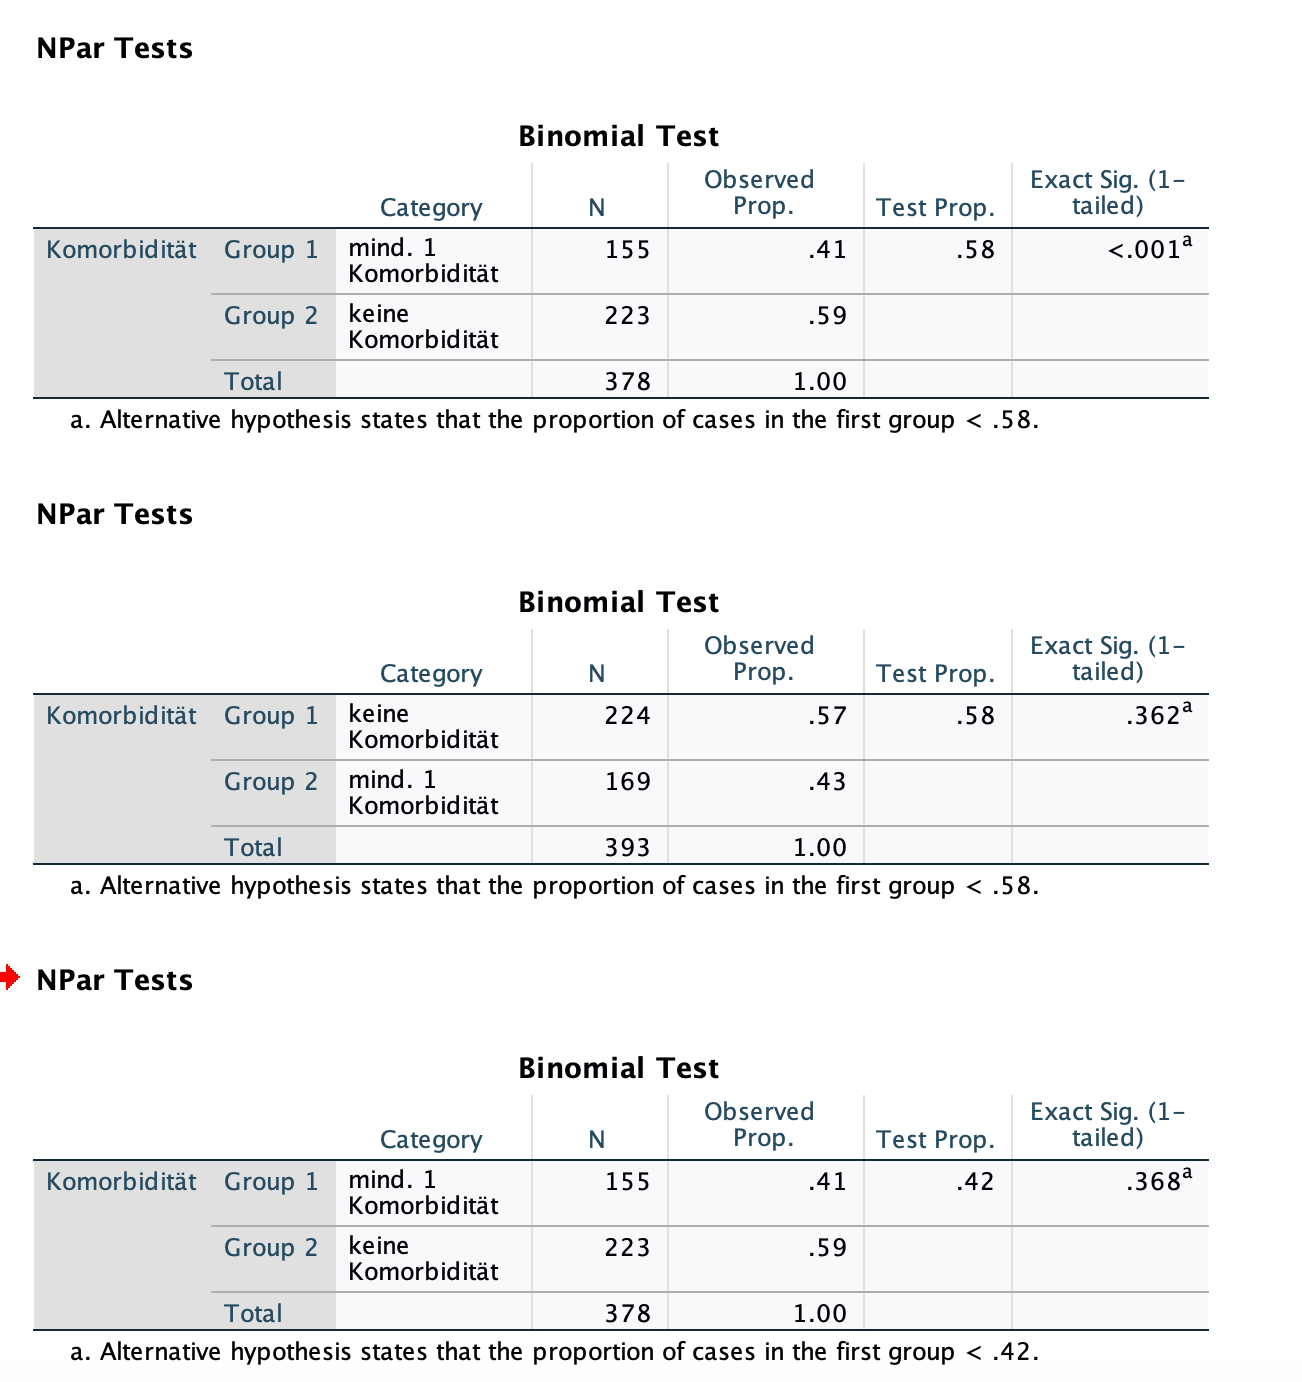 NPar Tests
Binomial Test
Category N Observed Prop. Test Prop. Exact Sig. (1-tailed)
Komorbidität Group 1 mind. 1 Komorbidität 155 .41 .58 <.001a
Group 2 keine Komorbidität 223 .59
Total 378 1.00
a. Alternative hypothesis states that the proportion of cases in the first group < .58.
NPar Tests
Binomial Test
Category N Observed Prop. Test Prop. Exact Sig. (1-tailed)
Komorbidität Group 1 keine Komorbidität 224 .57 .58 .362a
Group 2 mind. 1 Komorbidität 169 .43
Total 393 1.00
a. Alternative hypothesis states that the proportion of cases in the first group < .58.
NPar Tests
Binomial Test
Category N Observed Prop. Test Prop. Exact Sig. (1-tailed)
Komorbidität Group 1 mind. 1 Komorbidität 155 .41 .42 .368a
Group 2 keine Komorbidität 223 .59
Total 378 1.00
a. Alternative hypothesis states that the proportion of cases in the first group < .42.